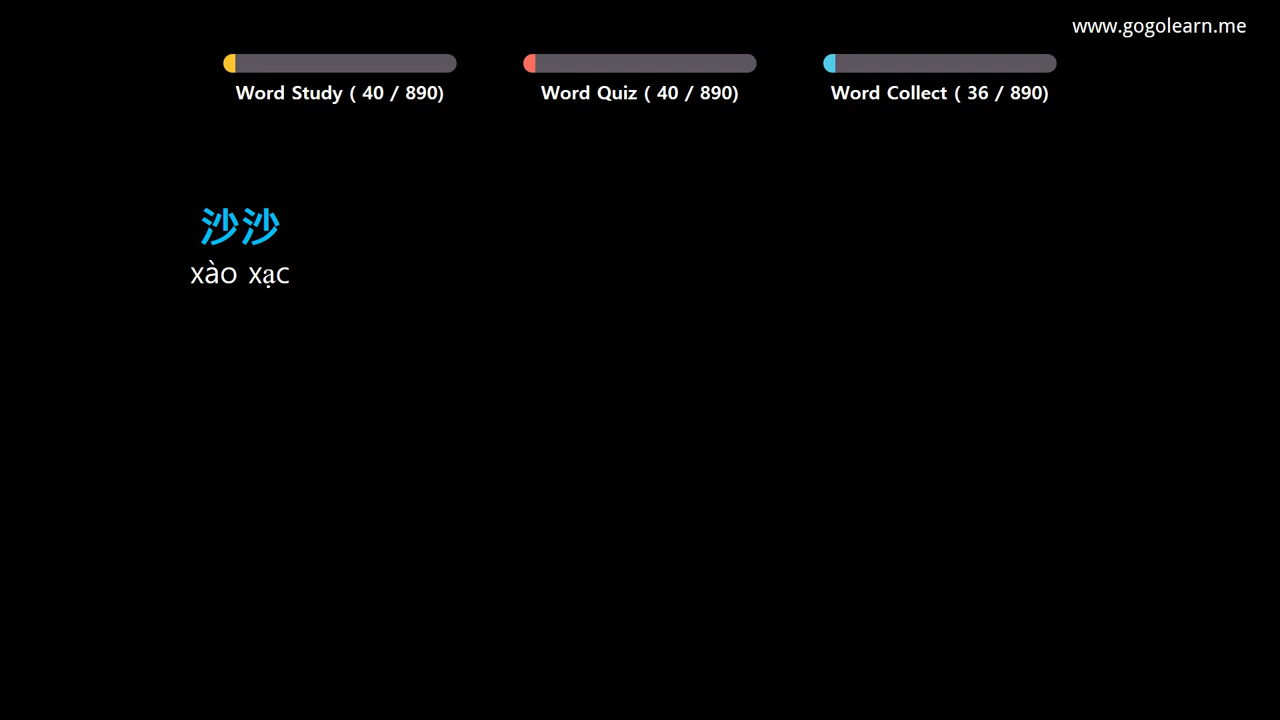 www.gogolearn.me
Word Study ( 40 / 890)
Word Quiz ( 40 / 890)
Word Collect ( 36 / 890)
沙沙
xào xạc